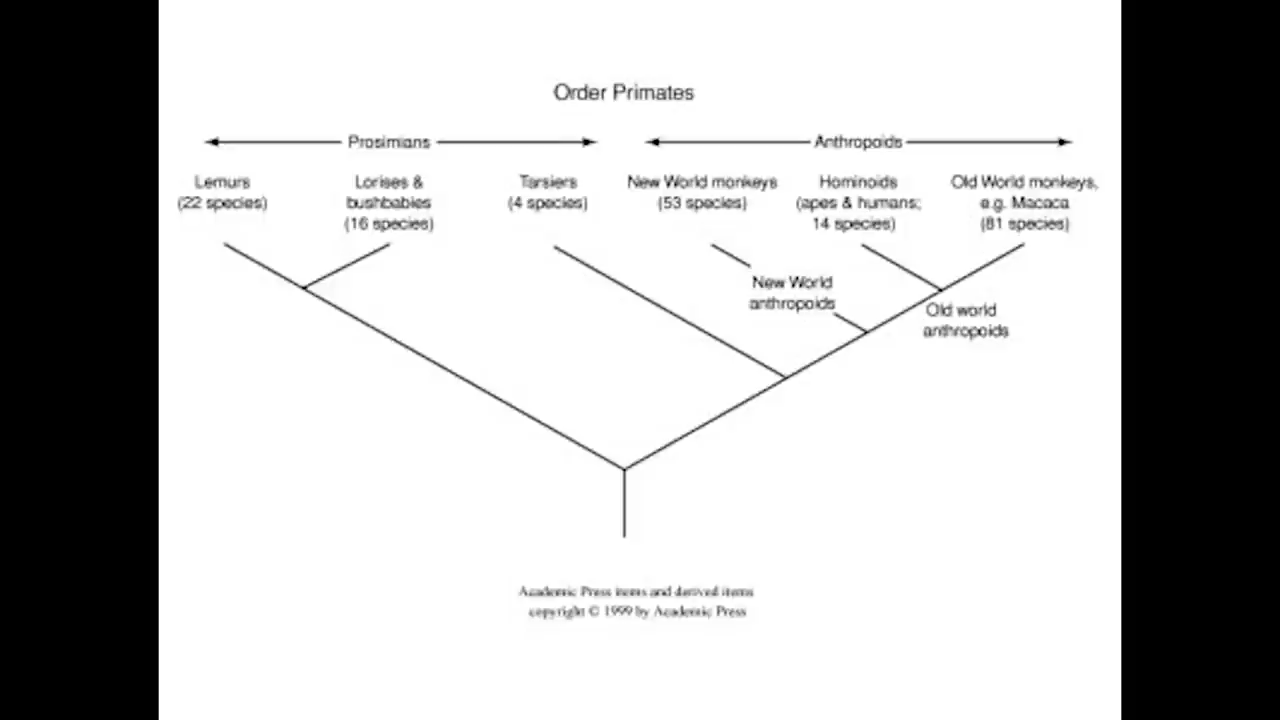 Order Primates
Prosimians
Anthropoids
Lemurs
(22 species)
Lorises &
bushbabies
(16 species)
Tarsiers
(4 species)
New World monkeys
(53 species)
Hominoids
(apes & humans;
14 species)
Old World monkeys,
e.g. Macaca
(81 species)
New World
anthropoids
Old world
anthropoids
Academic Press items and derived items
copyright © 1999 by Academic Press